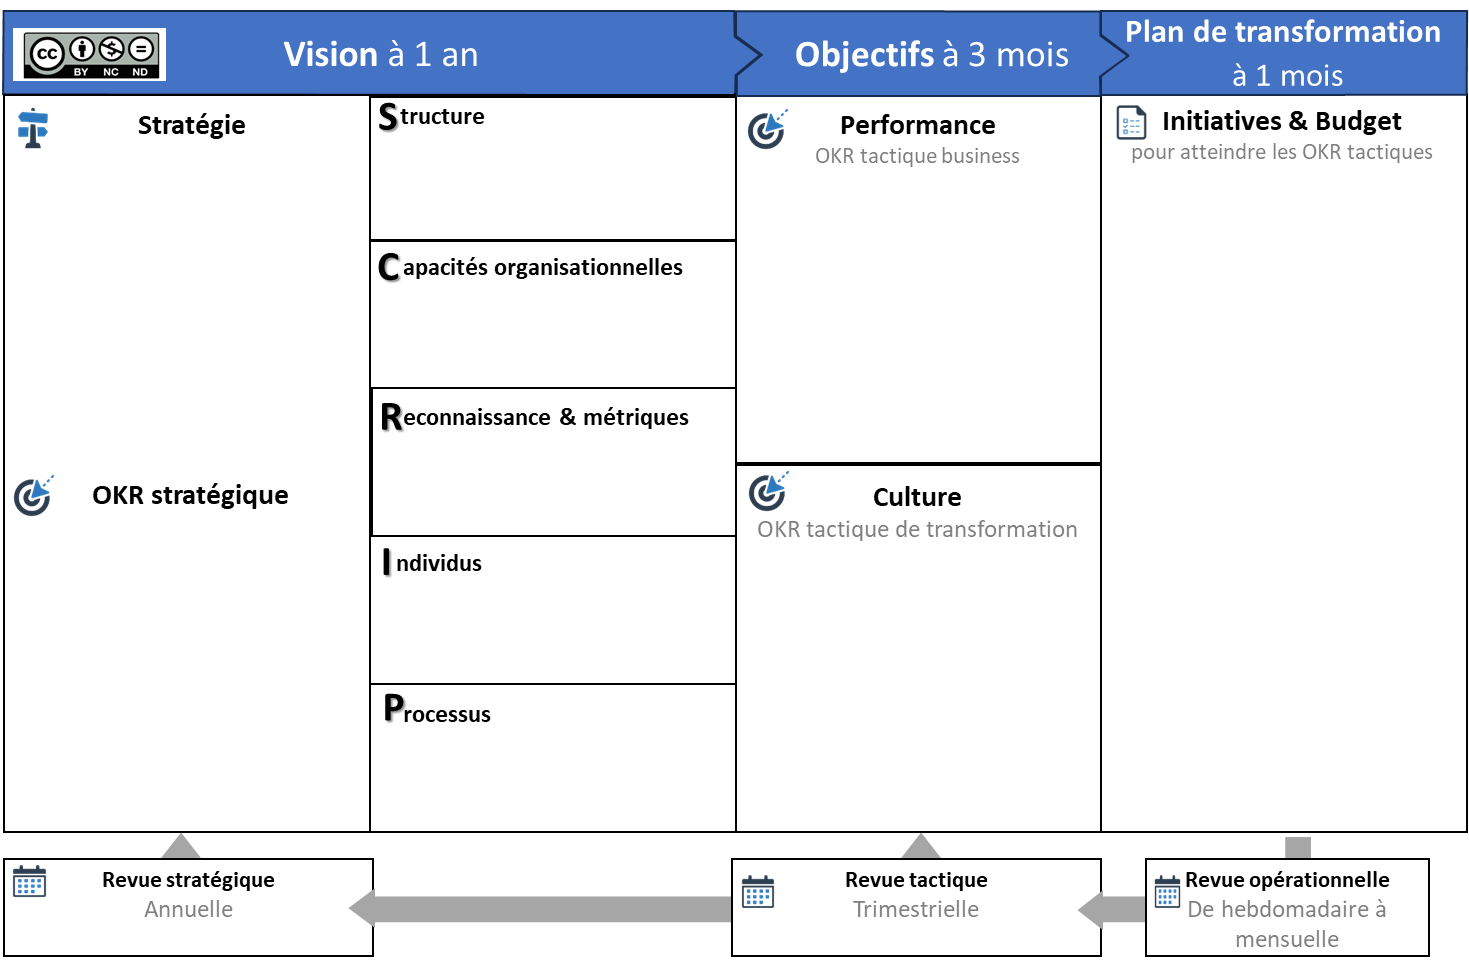 cc BY NC ND
Vision à 1 an
Objectifs à 3 mois
Plan de transformation
à 1 mois
Stratégie
OKR stratégique
Structure
Capacités organisationnelles
Reconnaissance & métriques
Individus
Processus
Performance
OKR tactique business
Culture
OKR tactique de transformation
Initiatives & Budget
pour atteindre les OKR tactiques
Revue stratégique
Annuelle
Revue tactique
Trimestrielle
Revue opérationnelle
De hebdomadaire à
mensuelle